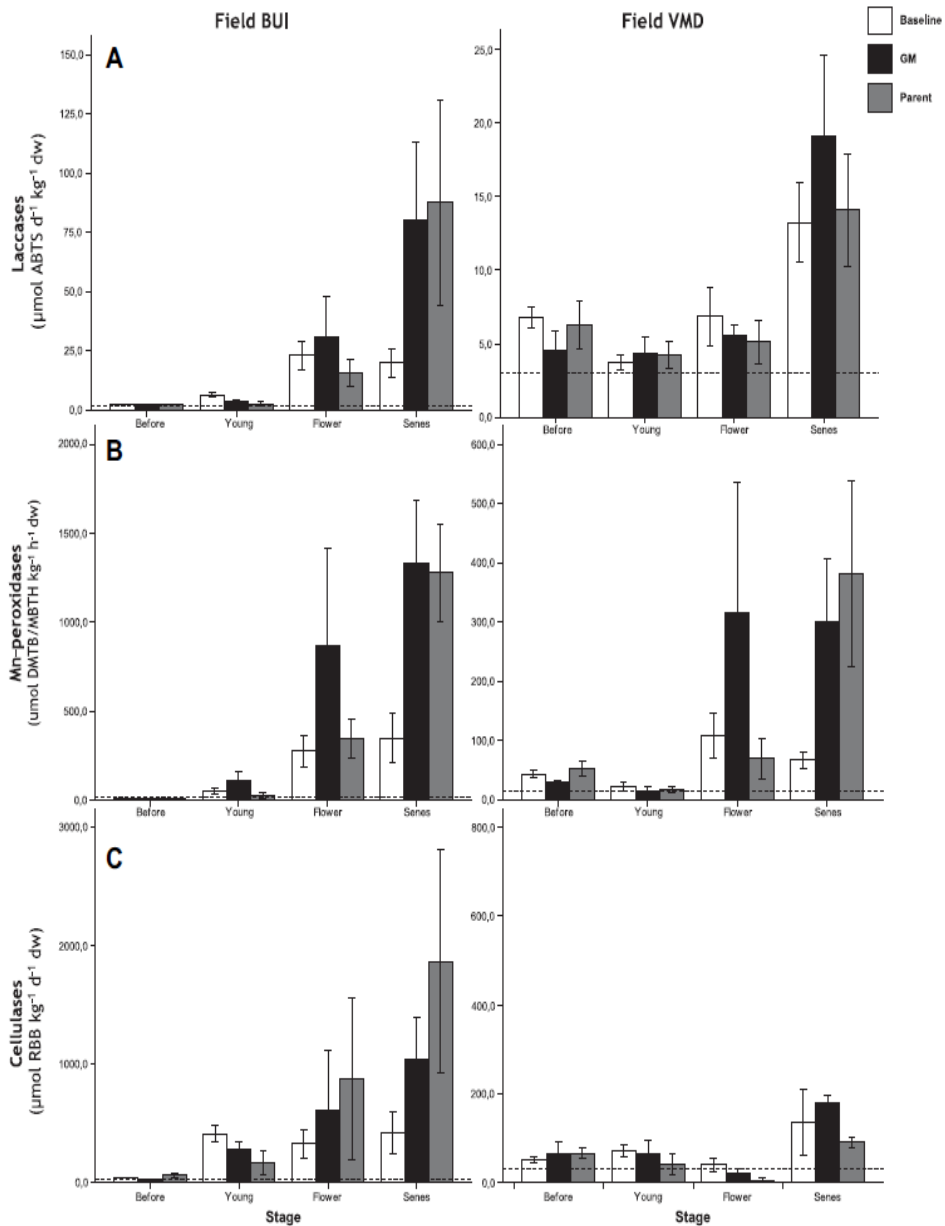 Field BUI
Field VMD
Baseline
GM
Parent
A
Laccases
(µmol ABTS d⁻¹ kg⁻¹ dw)
150,0
125,0
100,0
75,0
50,0
25,0
0,0
Before Young Flower Senes
25,0
20,0
15,0
10,0
5,0
0,0
Before Young Flower Senes
B
Mn-peroxidases
(umol DMTB/MBTH kg⁻¹ h⁻¹ dw)
2000,0
1500,0
1000,0
500,0
0,0
Before Young Flower Senes
600,0
500,0
400,0
300,0
200,0
100,0
0,0
Before Young Flower Senes
C
Cellulases
(µmol RBB kg⁻¹ d⁻¹ dw)
3000,0
2000,0
1000,0
0,0
Before Young Flower Senes
Stage
800,0
600,0
400,0
200,0
0,0
Before Young Flower Senes
Stage